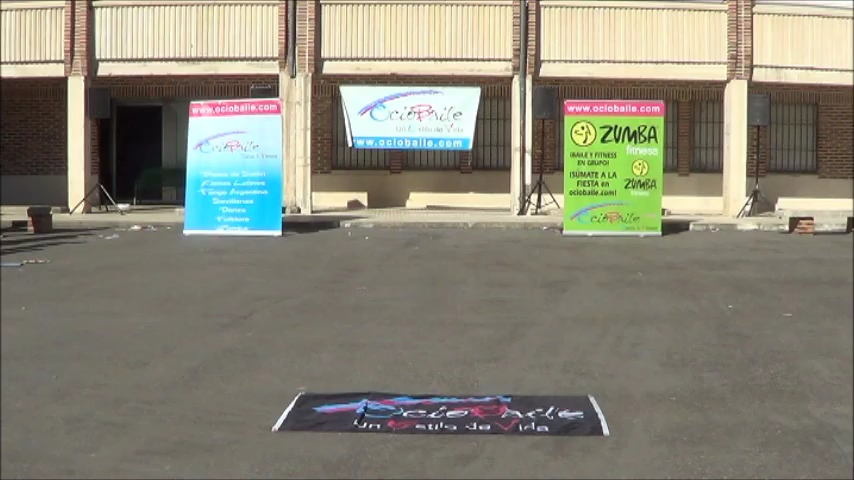 www.ociobaile.com
OcioBaile
Bailes de Salón
Ritmos Latinos
Tango Argentino
Sevillanas
Danza
Folklore
OcioBaile
Un Estilo de Vida
www.ociobaile.com
www.ociobaile.com
ZUMBA
fitness
¡BAILE Y FITNESS
EN GRUPO!
¡SÚMATE A LA
FIESTA en
ociobaile.com!
ZUMBA
fitness
OcioBaile
OcioBaile
Un Estilo de Vida